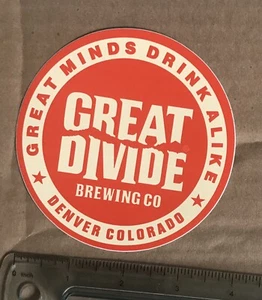 GREAT MINDS DRINK ALIKE
GREAT
DIVIDE
BREWING CO
★ DENVER COLORADO ★